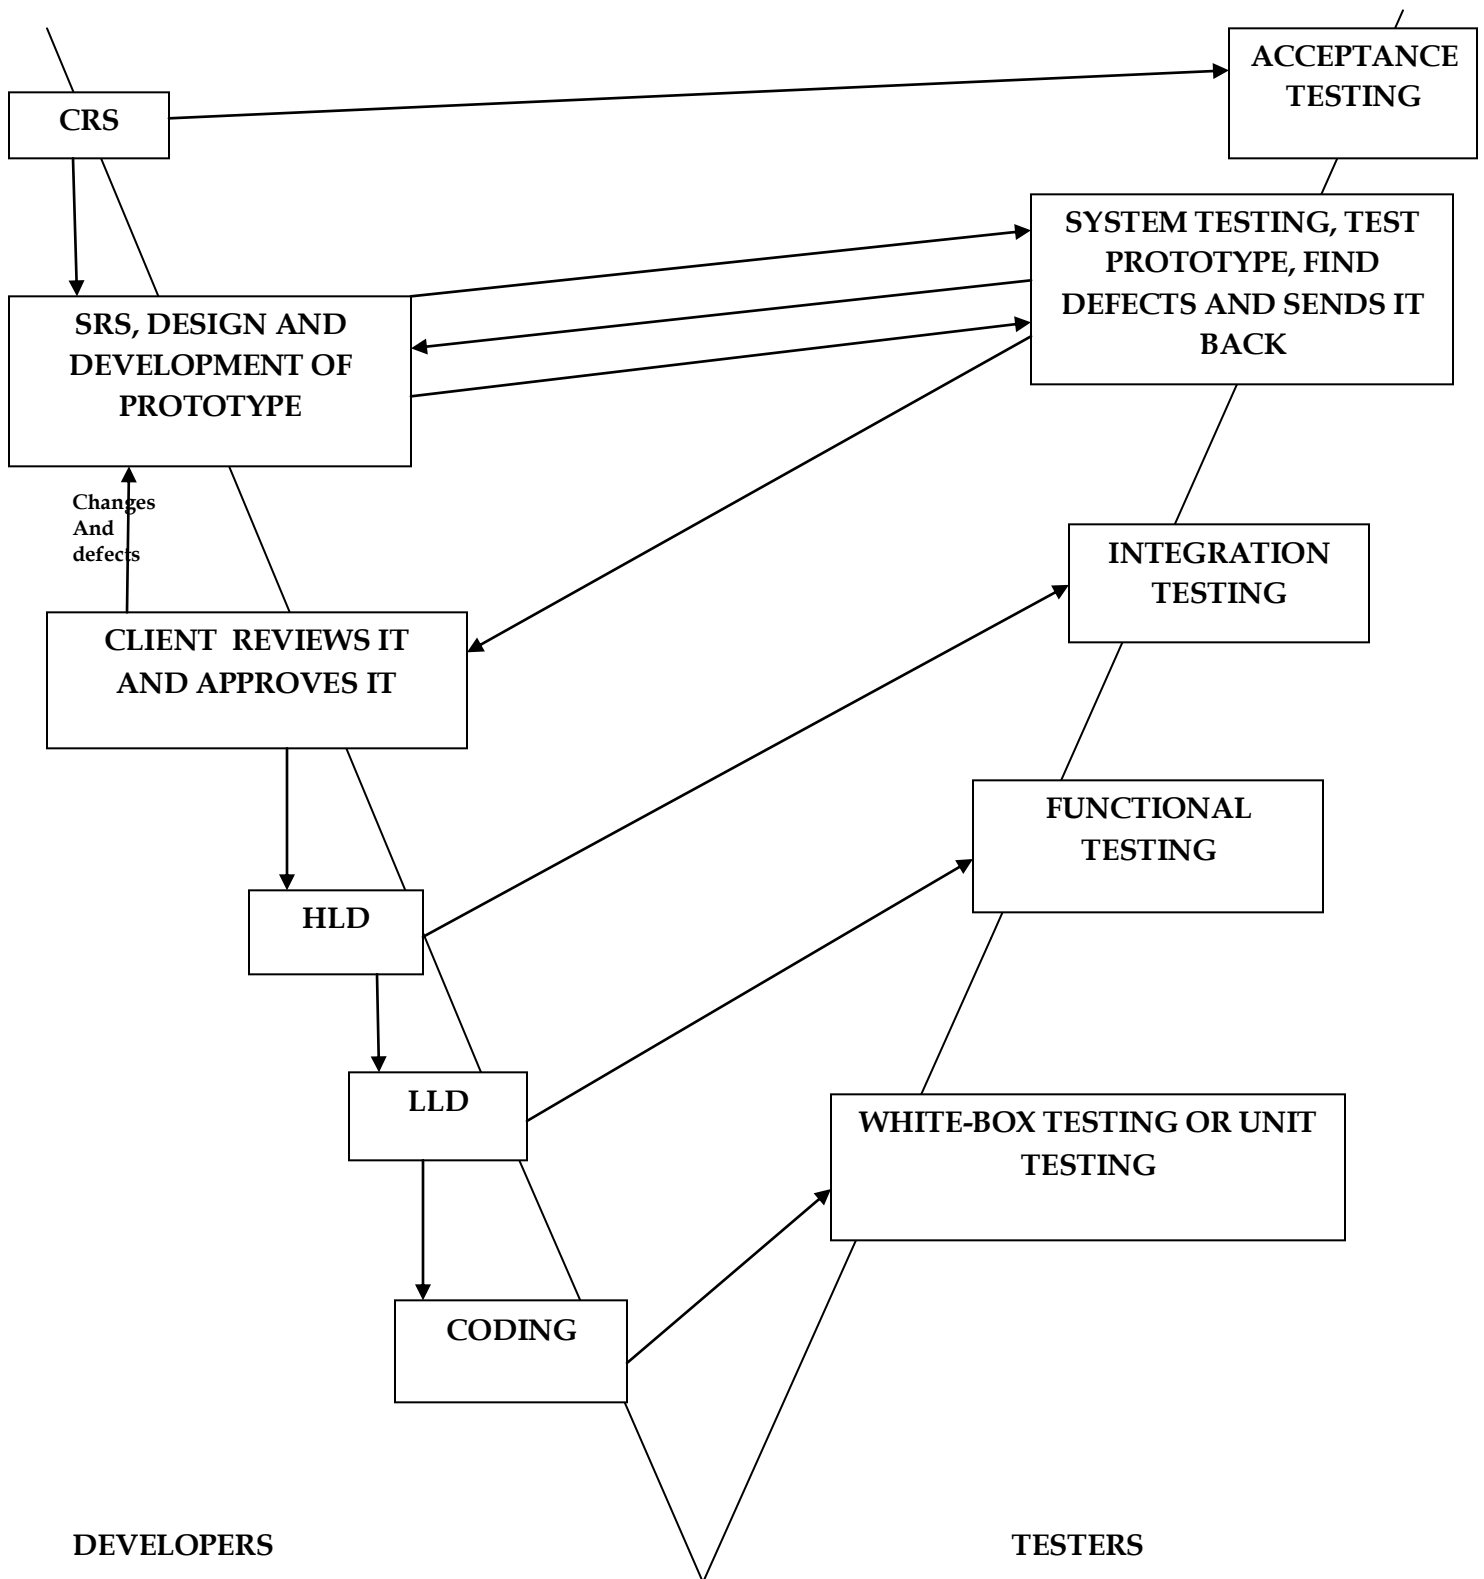 ACCEPTANCE
TESTING
CRS
SYSTEM TESTING, TEST
PROTOTYPE, FIND
DEFECTS AND SENDS IT
BACK
SRS, DESIGN AND
DEVELOPMENT OF
PROTOTYPE
Changes
And
defects
INTEGRATION
TESTING
CLIENT REVIEWS IT
AND APPROVES IT
FUNCTIONAL
TESTING
HLD
LLD
WHITE-BOX TESTING OR UNIT
TESTING
CODING
DEVELOPERS
TESTERS